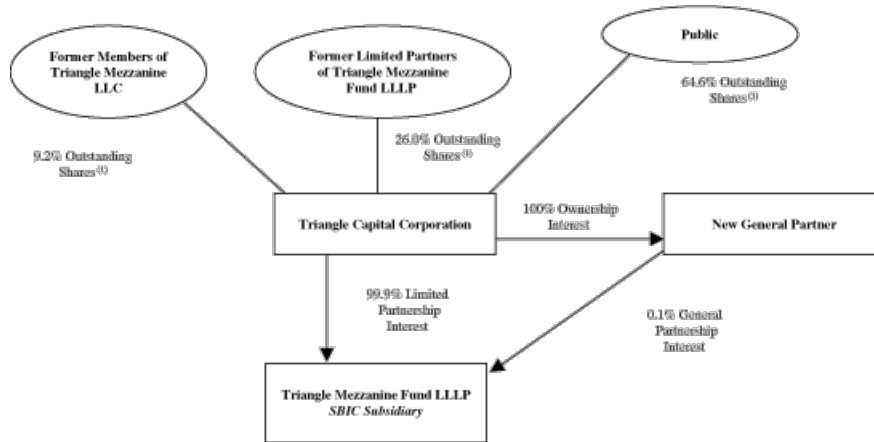 Former Members of
Triangle Mezzanine
LLC
Former Limited Partners
of Triangle Mezzanine
Fund LLLP
Public
9.2% Outstanding
Shares(1)
26.0% Outstanding
Shares(1)
64.6% Outstanding
Shares(1)
Triangle Capital Corporation
100% Ownership
Interest
New General Partner
99.9% Limited
Partnership
Interest
0.1% General
Partnership
Interest
Triangle Mezzanine Fund LLLP
SBIC Subsidiary